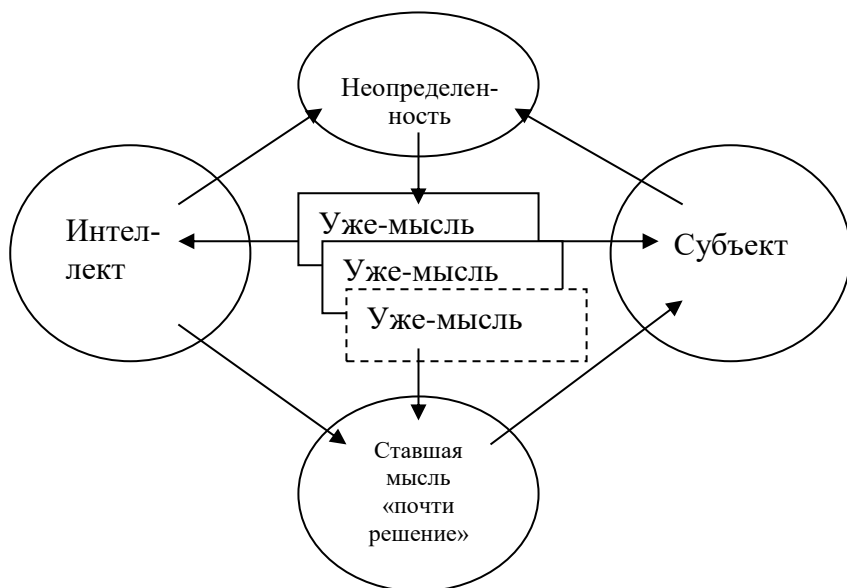 Неопределен-
ность
Интел-
лект
Уже-мысль
Уже-мысль
Уже-мысль
Субъект
Ставшая
мысль
«почти
решение»